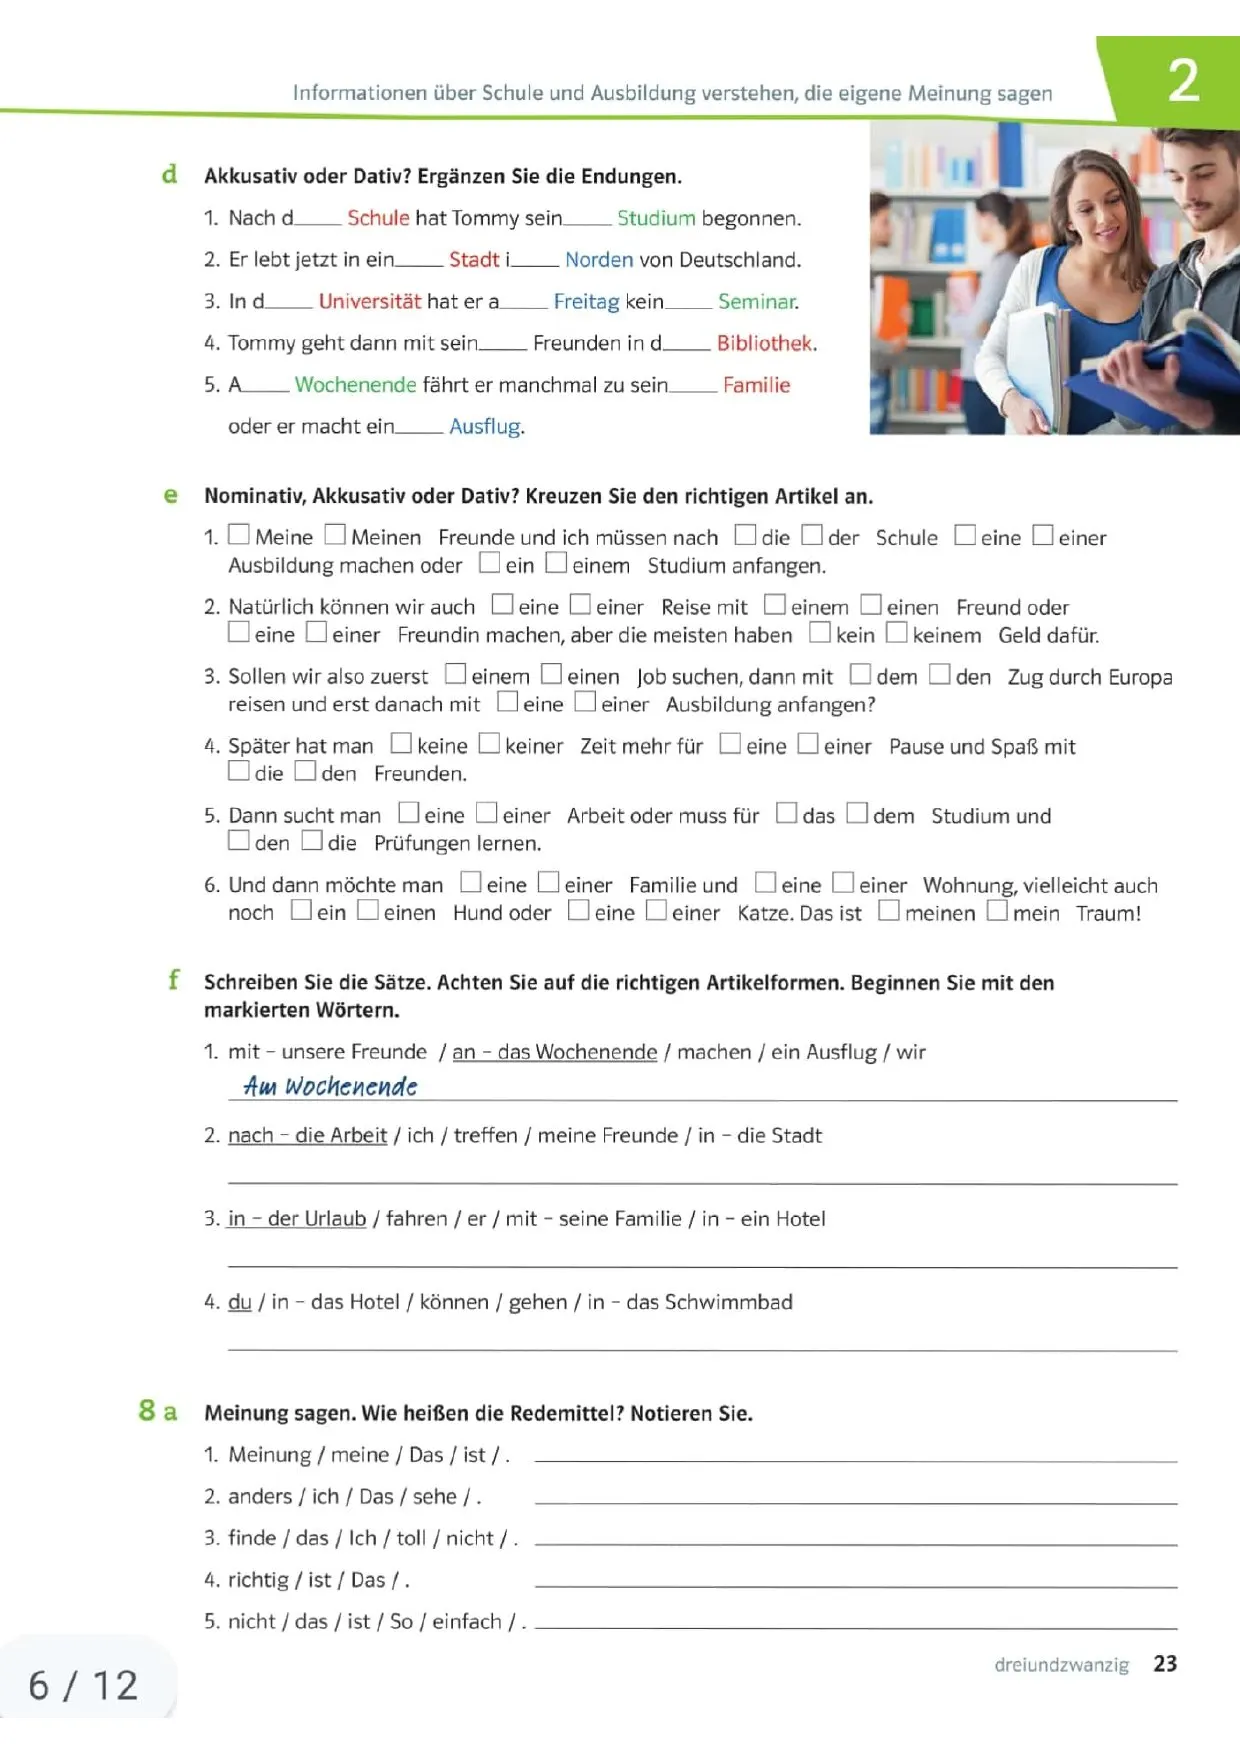 Informationen über Schule und Ausbildung verstehen, die eigene Meinung sagen
2
d Akkusativ oder Dativ? Ergänzen Sie die Endungen.
1. Nach d____ Schule hat Tommy sein____ Studium begonnen.
2. Er lebt jetzt in ein____ Stadt i____ Norden von Deutschland.
3. In d____ Universität hat er a____ Freitag kein____ Seminar.
4. Tommy geht dann mit sein____ Freunden in d____ Bibliothek.
5. A____ Wochenende fährt er manchmal zu sein____ Familie
oder er macht ein____ Ausflug.
e Nominativ, Akkusativ oder Dativ? Kreuzen Sie den richtigen Artikel an.
1. ☐ Meine ☐ Meinen Freunde und ich müssen nach ☐ die ☐ der Schule ☐ eine ☐ einer
Ausbildung machen oder ☐ ein ☐ einem Studium anfangen.
2. Natürlich können wir auch ☐ eine ☐ einer Reise mit ☐ einem ☐ einen Freund oder
☐ eine ☐ einer Freundin machen, aber die meisten haben ☐ kein ☐ keinem Geld dafür.
3. Sollen wir also zuerst ☐ einem ☐ einen Job suchen, dann mit ☐ dem ☐ den Zug durch Europa
reisen und erst danach mit ☐ eine ☐ einer Ausbildung anfangen?
4. Später hat man ☐ keine ☐ keiner Zeit mehr für ☐ eine ☐ einer Pause und Spaß mit
☐ die ☐ den Freunden.
5. Dann sucht man ☐ eine ☐ einer Arbeit oder muss für ☐ das ☐ dem Studium und
☐ den ☐ die Prüfungen lernen.
6. Und dann möchte man ☐ eine ☐ einer Familie und ☐ eine ☐ einer Wohnung, vielleicht auch
noch ☐ ein ☐ einen Hund oder ☐ eine ☐ einer Katze. Das ist ☐ meinen ☐ mein Traum!
f Schreiben Sie die Sätze. Achten Sie auf die richtigen Artikelformen. Beginnen Sie mit den
markierten Wörtern.
1. mit – unsere Freunde / an – das Wochenende / machen / ein Ausflug / wir
Am Wochenende
2. nach – die Arbeit / ich / treffen / meine Freunde / in – die Stadt
3. in – der Urlaub / fahren / er / mit – seine Familie / in – ein Hotel
4. du / in – das Hotel / können / gehen / in – das Schwimmbad
8 a Meinung sagen. Wie heißen die Redemittel? Notieren Sie.
1. Meinung / meine / Das / ist / .
2. anders / ich / Das / sehe / .
3. finde / das / Ich / toll / nicht / .
4. richtig / ist / Das / .
5. nicht / das / ist / So / einfach / .
dreiundzwanzig 23
6 / 12